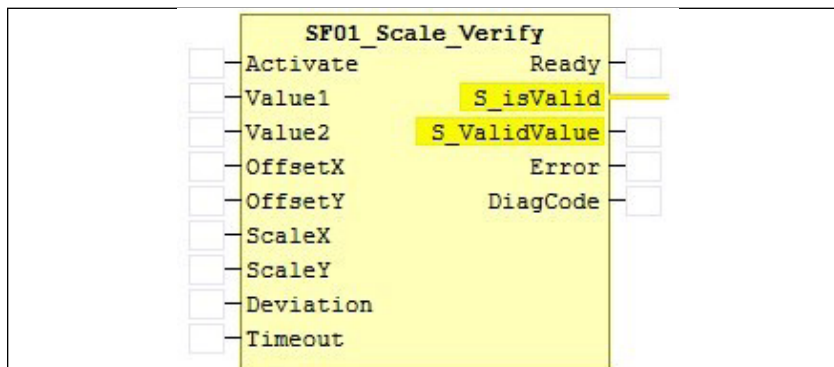 SF01_Scale_Verify
Activate Ready
Value1 S_isValid
Value2 S_ValidValue
OffsetX Error
OffsetY DiagCode
ScaleX
ScaleY
Deviation
Timeout